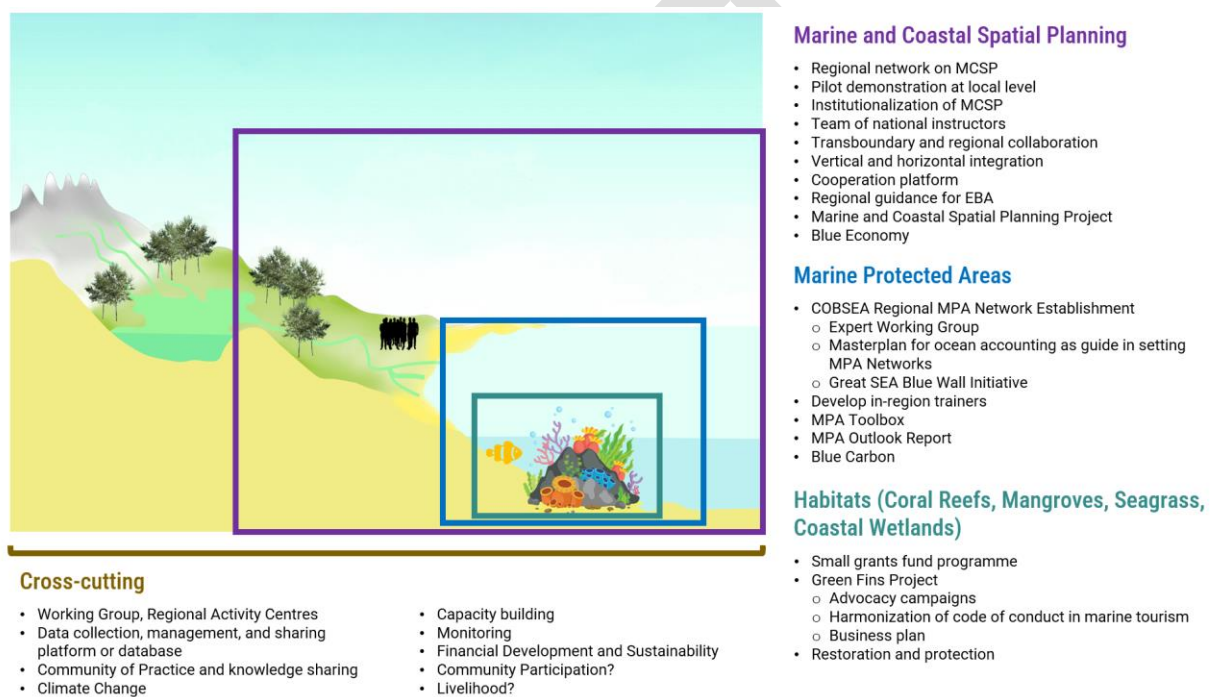 Marine and Coastal Spatial Planning
• Regional network on MCSP
• Pilot demonstration at local level
• Institutionalization of MCSP
• Team of national instructors
• Transboundary and regional collaboration
• Vertical and horizontal integration
• Cooperation platform
• Regional guidance for EBA
• Marine and Coastal Spatial Planning Project
• Blue Economy
Marine Protected Areas
• COBSEA Regional MPA Network Establishment
o Expert Working Group
o Masterplan for ocean accounting as guide in setting
MPA Networks
o Great SEA Blue Wall Initiative
• Develop in-region trainers
• MPA Toolbox
• MPA Outlook Report
• Blue Carbon
Habitats (Coral Reefs, Mangroves, Seagrass,
Coastal Wetlands)
• Small grants fund programme
• Green Fins Project
o Advocacy campaigns
o Harmonization of code of conduct in marine tourism
o Business plan
• Restoration and protection
Cross-cutting
• Working Group, Regional Activity Centres
• Data collection, management, and sharing
platform or database
• Community of Practice and knowledge sharing
• Climate Change
• Capacity building
• Monitoring
• Financial Development and Sustainability
• Community Participation?
• Livelihood?